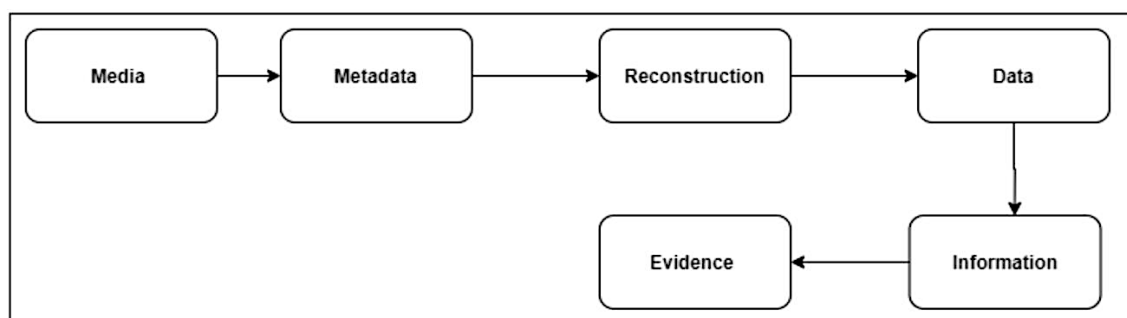 Media
Metadata
Reconstruction
Data
Evidence
Information